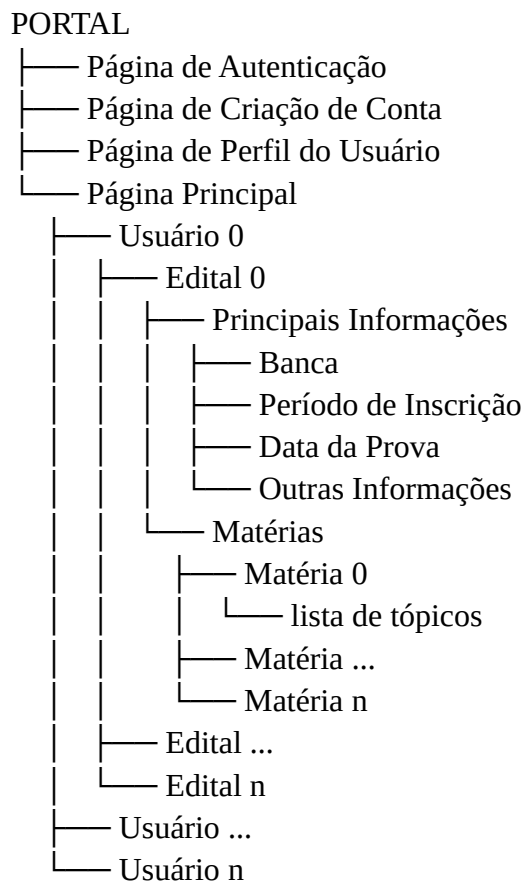 PORTAL
├── Página de Autenticação
├── Página de Criação de Conta
├── Página de Perfil do Usuário
└── Página Principal
    ├── Usuário 0
    │   ├── Edital 0
    │   │   ├── Principais Informações
    │   │   │   ├── Banca
    │   │   │   ├── Período de Inscrição
    │   │   │   ├── Data da Prova
    │   │   │   └── Outras Informações
    │   │   └── Matérias
    │   │       ├── Matéria 0
    │   │       │   └── lista de tópicos
    │   │       ├── Matéria ...
    │   │       └── Matéria n
    │   ├── Edital ...
    │   └── Edital n
    ├── Usuário ...
    └── Usuário n